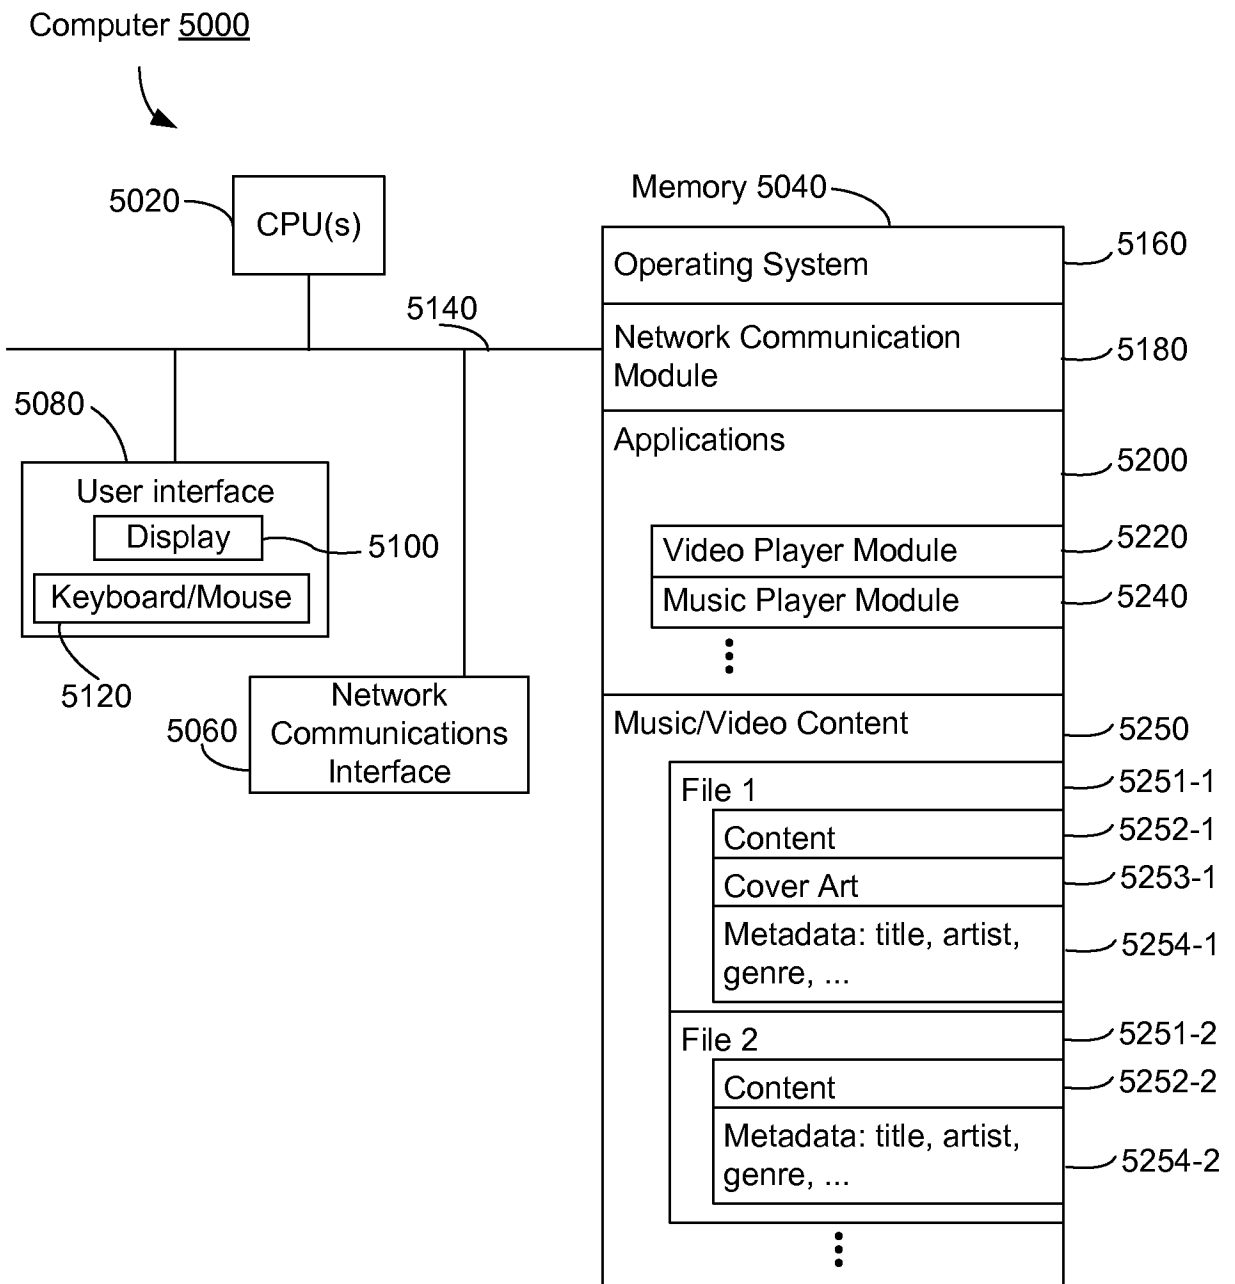 Computer 5000
5020
CPU(s)
Memory 5040
Operating System
5160
5140
Network Communication
Module
5180
5080
User interface
Display
5100
Keyboard/Mouse
5120
Network
Communications
Interface
5060
Applications
5200
Video Player Module
5220
Music Player Module
5240
Music/Video Content
5250
File 1
5251-1
Content
5252-1
Cover Art
5253-1
Metadata: title, artist,
genre, ...
5254-1
File 2
5251-2
Content
5252-2
Metadata: title, artist,
genre, ...
5254-2